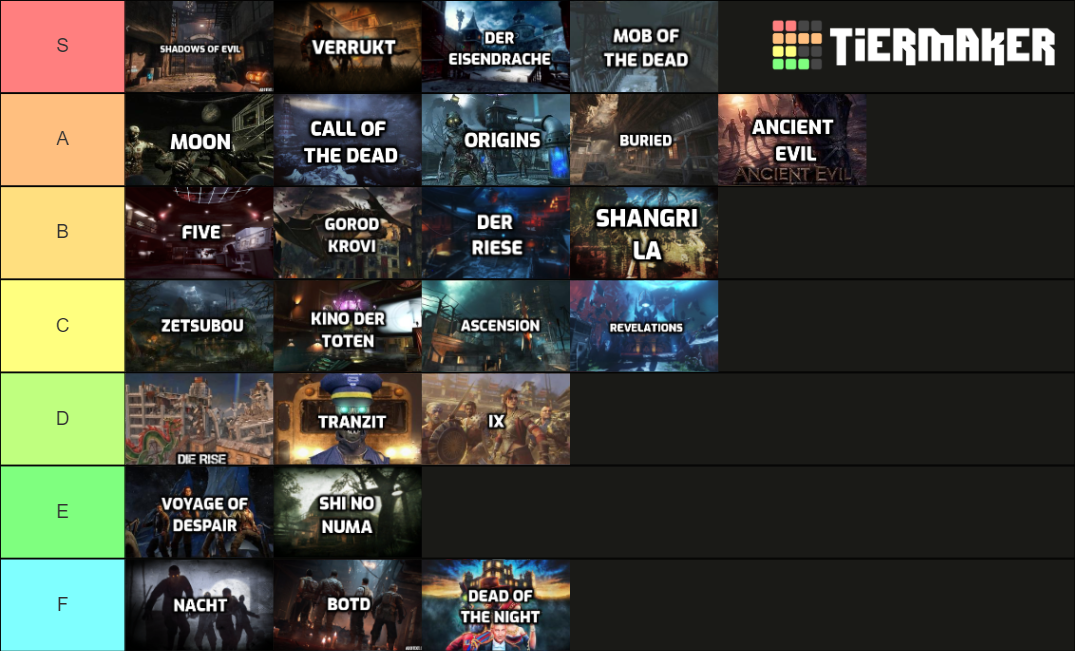 S
SHADOWS OF EVIL
VERRUKT
DER
EISENDRACHE
MOB OF
THE DEAD
TIERMAKER
A
MOON
CALL OF
THE DEAD
ORIGINS
BURIED
ANCIENT
EVIL
ANCIENT EVIL
B
FIVE
GOROD
KROVI
DER
RIESE
SHANGRI
LA
C
ZETSUBOU
KINO DER
TOTEN
ASCENSION
REVELATIONS
D
DIE RISE
TRANZIT
IX
E
VOYAGE OF
DESPAIR
SHI NO
NUMA
F
NACHT
BOTD
DEAD OF
THE NIGHT